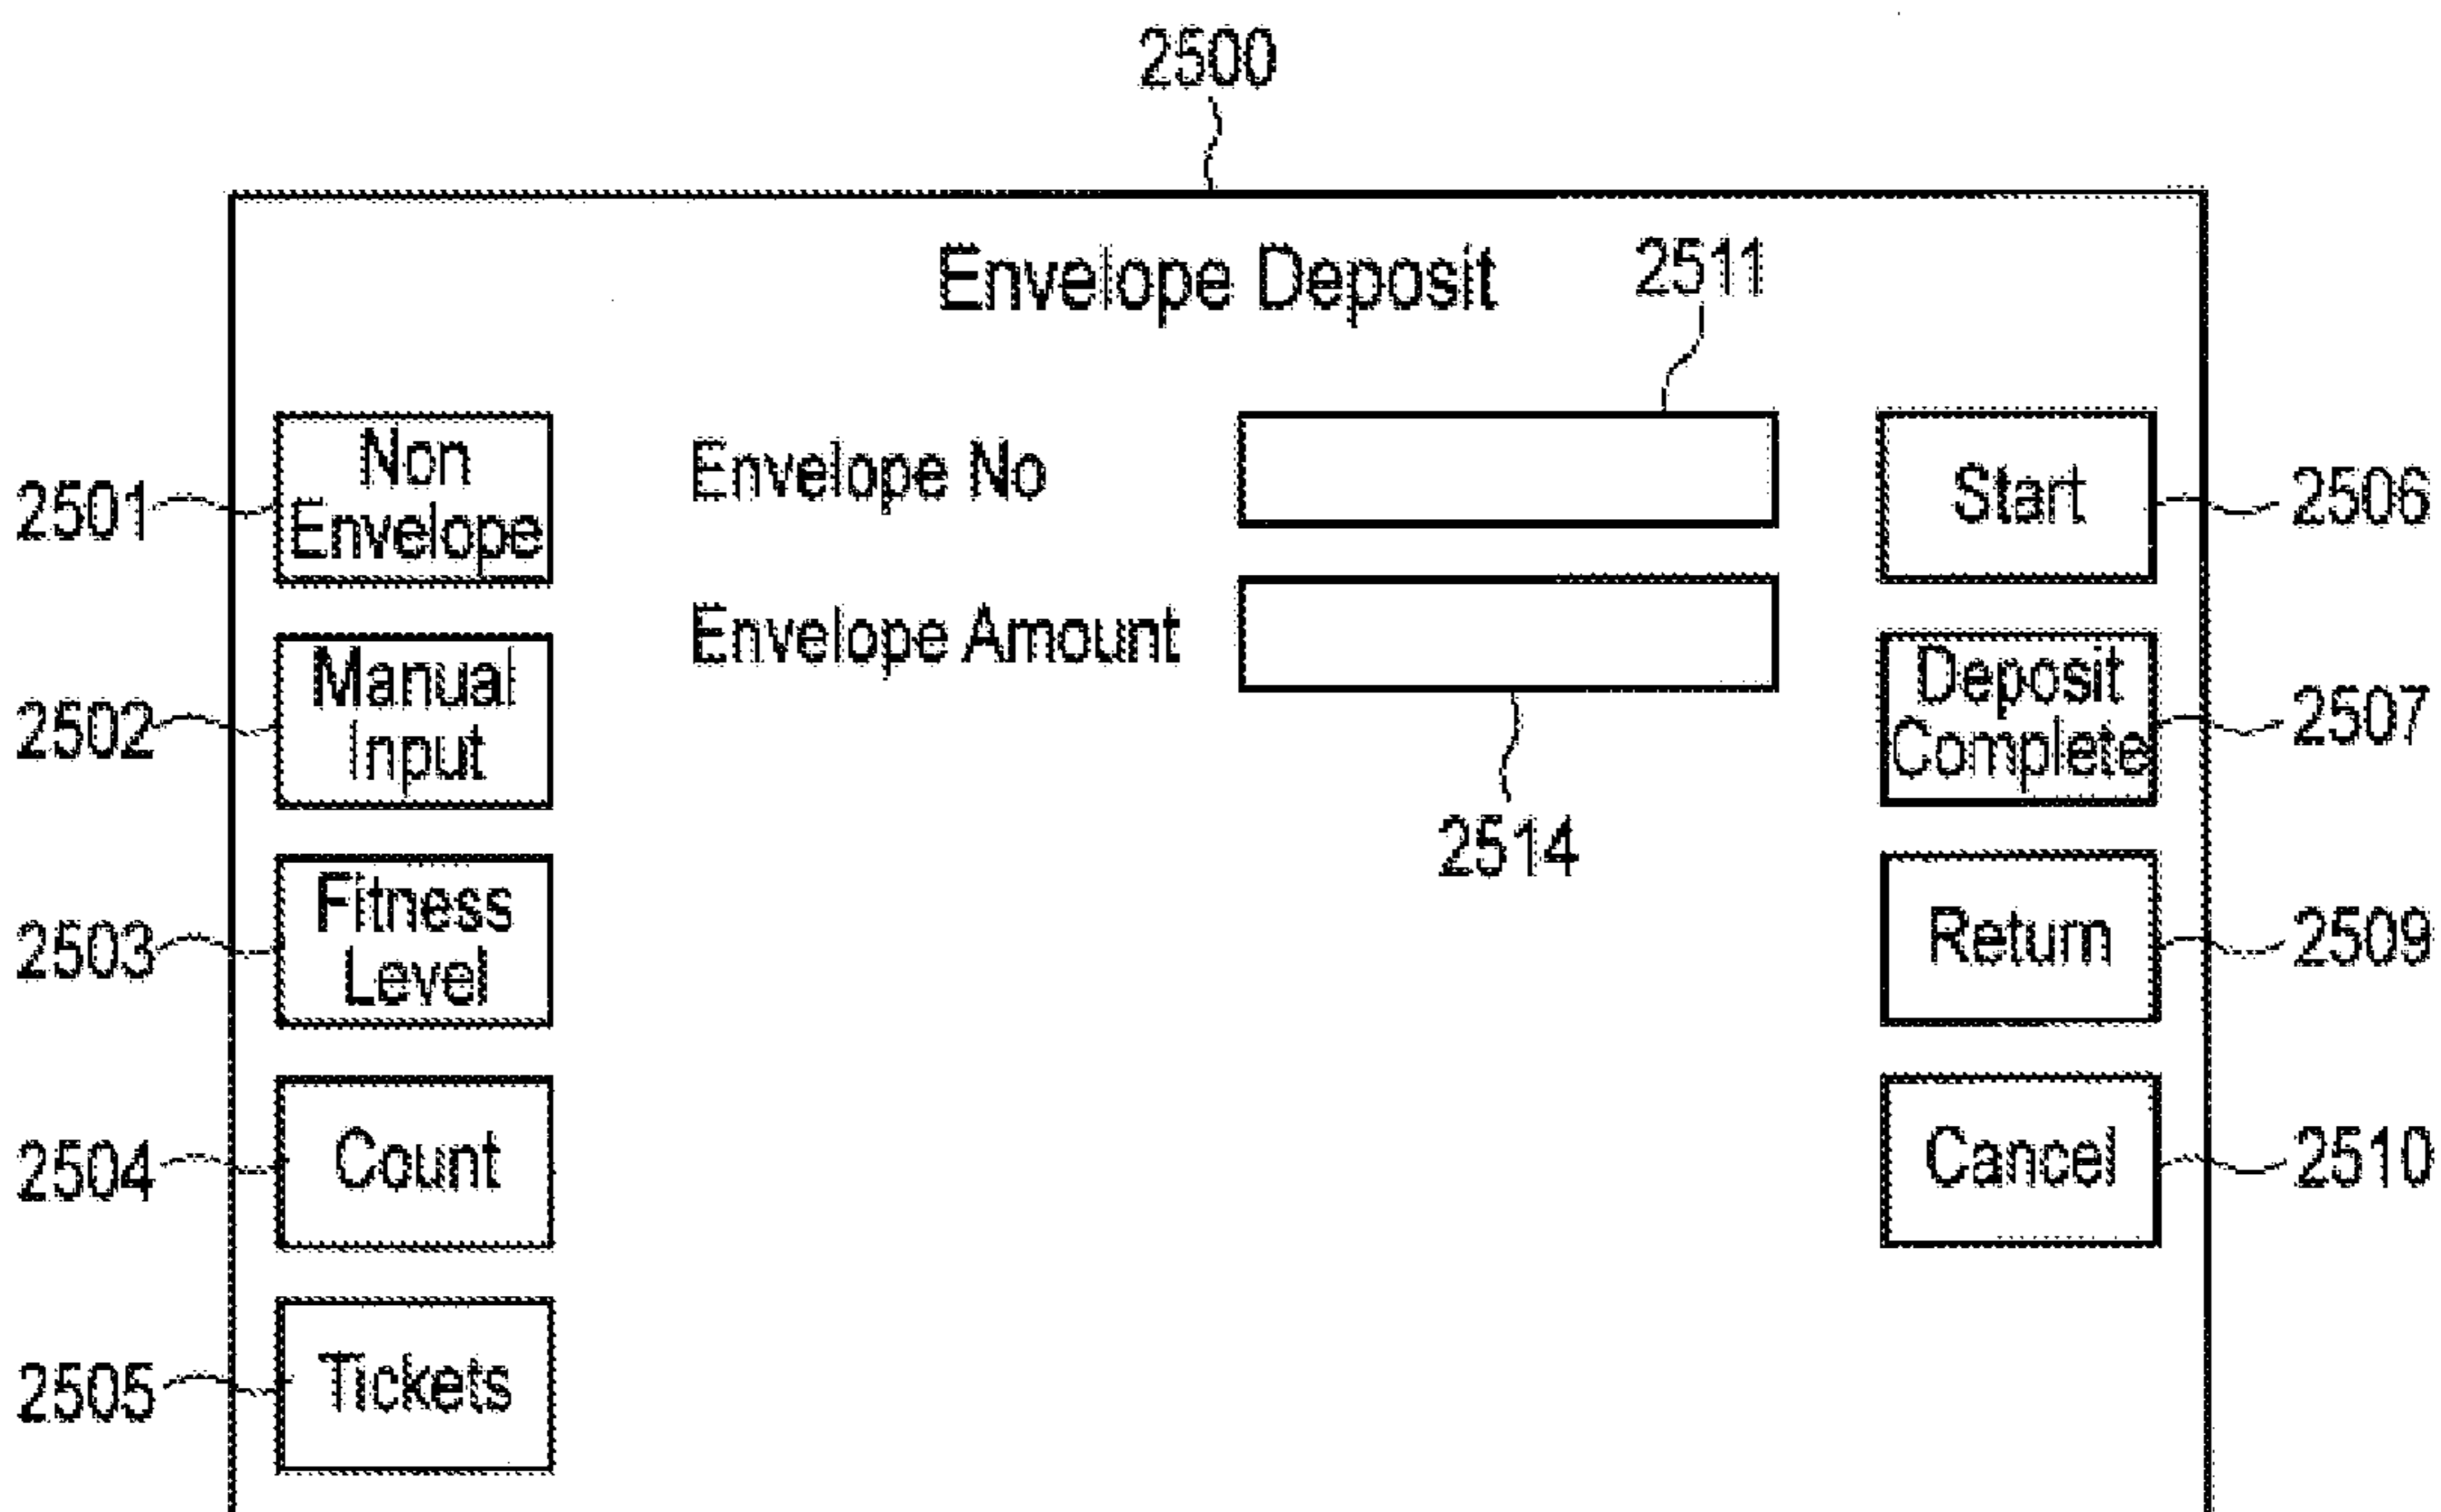 2500
Envelope Deposit
2511
2501
Non
Envelope
Envelope No
Start
2506
2502
Manual
Input
Envelope Amount
Deposit
Complete
2507
2514
2503
Fitness
Level
Return
2509
2504
Count
Cancel
2510
2505
Tickets